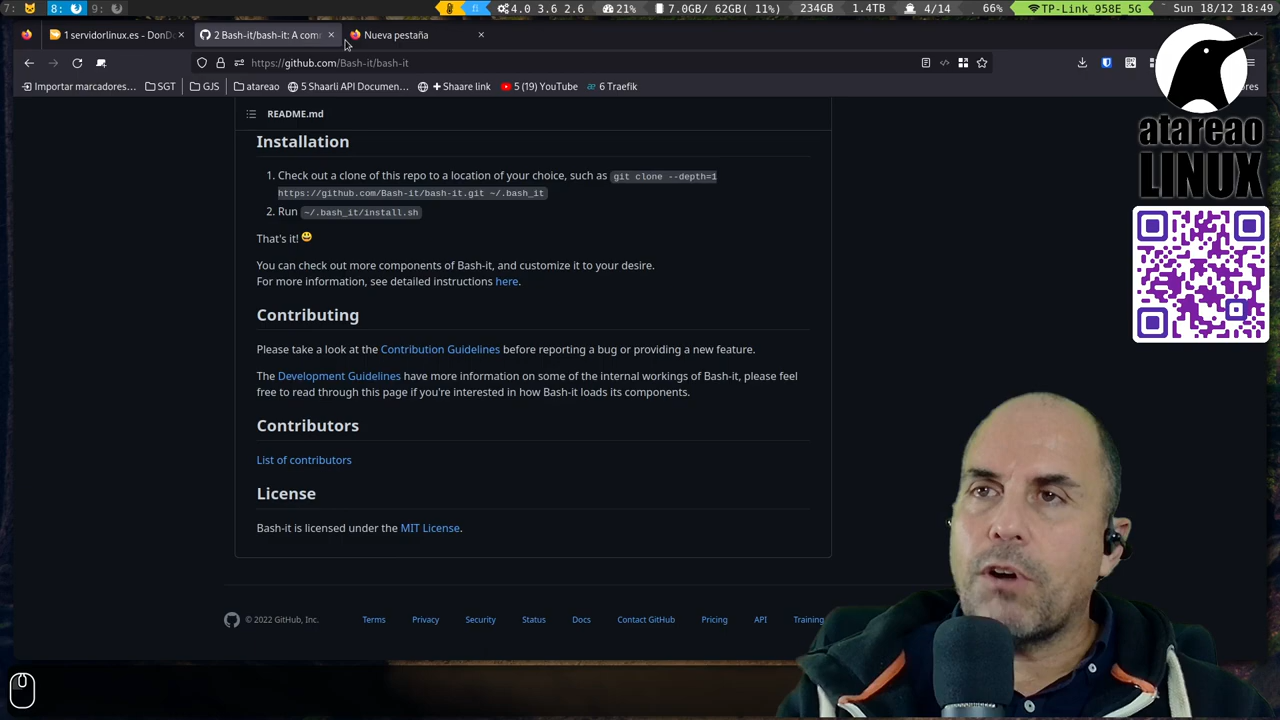 7: 8: 9: 4.0 3.6 2.6 21% 7.0GB/ 62GB( 11%) 234GB 1.4TB 4/14 66% TP-Link 958E 5G Sun 18/12 18:49
1 servidorlinux.es - DonD 2 Bash-it/bash-it: A com Nueva pestaña
https://github.com/Bash-it/bash-it
Importar marcadores... SGT GJS atareao 5 Shaarli API Documen... Shaare link 5 (19) YouTube 6 Traefik
README.md
Installation
1. Check out a clone of this repo to a location of your choice, such as git clone --depth=1
https://github.com/Bash-it/bash-it.git ~/.bash_it
2. Run ~/.bash_it/install.sh
That's it! 😃
You can check out more components of Bash-it, and customize it to your desire.
For more information, see detailed instructions here.
Contributing
Please take a look at the Contribution Guidelines before reporting a bug or providing a new feature.
The Development Guidelines have more information on some of the internal workings of Bash-it, please feel
free to read through this page if you're interested in how Bash-it loads its components.
Contributors
List of contributors
License
Bash-it is licensed under the MIT License.
© 2022 GitHub, Inc. Terms Privacy Security Status Docs Contact GitHub Pricing API Training
atareao
LINUX